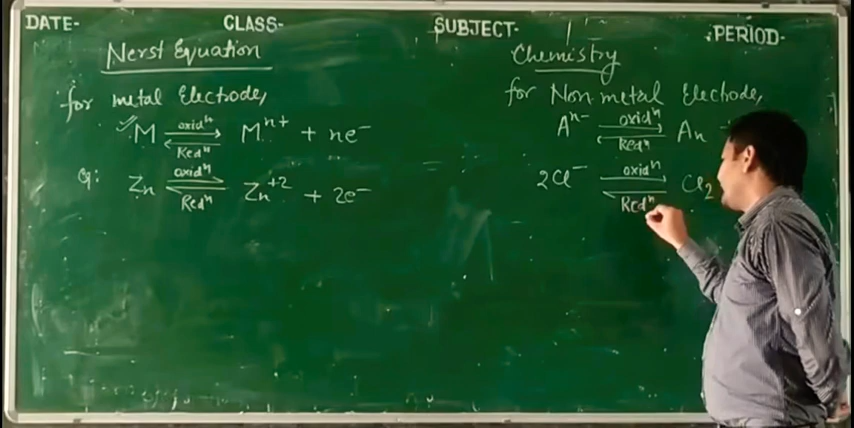 DATE- CLASS- SUBJECT- PERIOD-
Nerst Equation
for metal Electrode,
M ⇌ Mⁿ⁺ + ne⁻
oxidⁿ
Redⁿ
eg: Zn ⇌ Zn⁺² + 2e⁻
oxidⁿ
Redⁿ
Chemistry
for Non-metal Electrode,
Aⁿ⁻ ⇌ An
oxidⁿ
Redⁿ
2Cl⁻ ⇌ Cl₂
oxidⁿ
Redⁿ